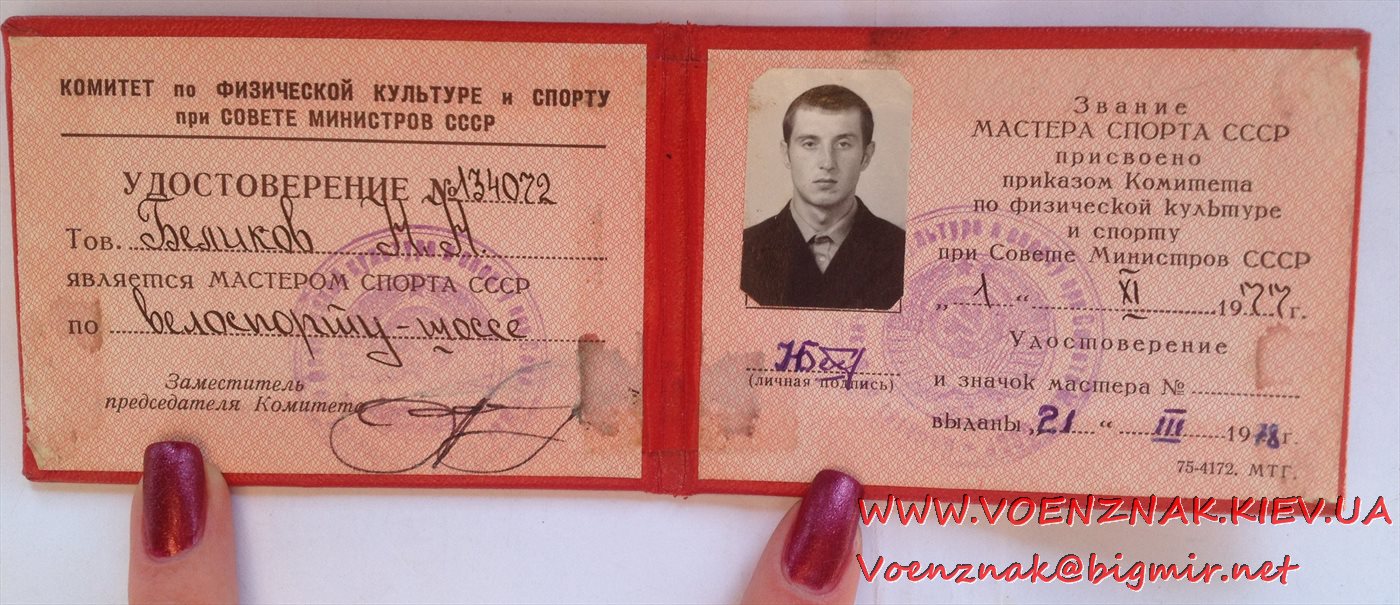 КОМИТЕТ по ФИЗИЧЕСКОЙ КУЛЬТУРЕ и СПОРТУ
при СОВЕТЕ МИНИСТРОВ СССР
УДОСТОВЕРЕНИЕ №134072
Тов. Беликов Н.Н.
является МАСТЕРОМ СПОРТА СССР
по велоспорту-шоссе
Заместитель
председателя Комитета
Звание
МАСТЕРА СПОРТА СССР
присвоено
приказом Комитета
по физической культуре
и спорту
при Совете Министров СССР
„1“ XI 1977г.
(личная подпись)
Удостоверение
и значок мастера №
выданы „21“ III 1978г.
75-4172. МТГ.
WWW.VOENZNAK.KIEV.UA
Voenznak@bigmir.net